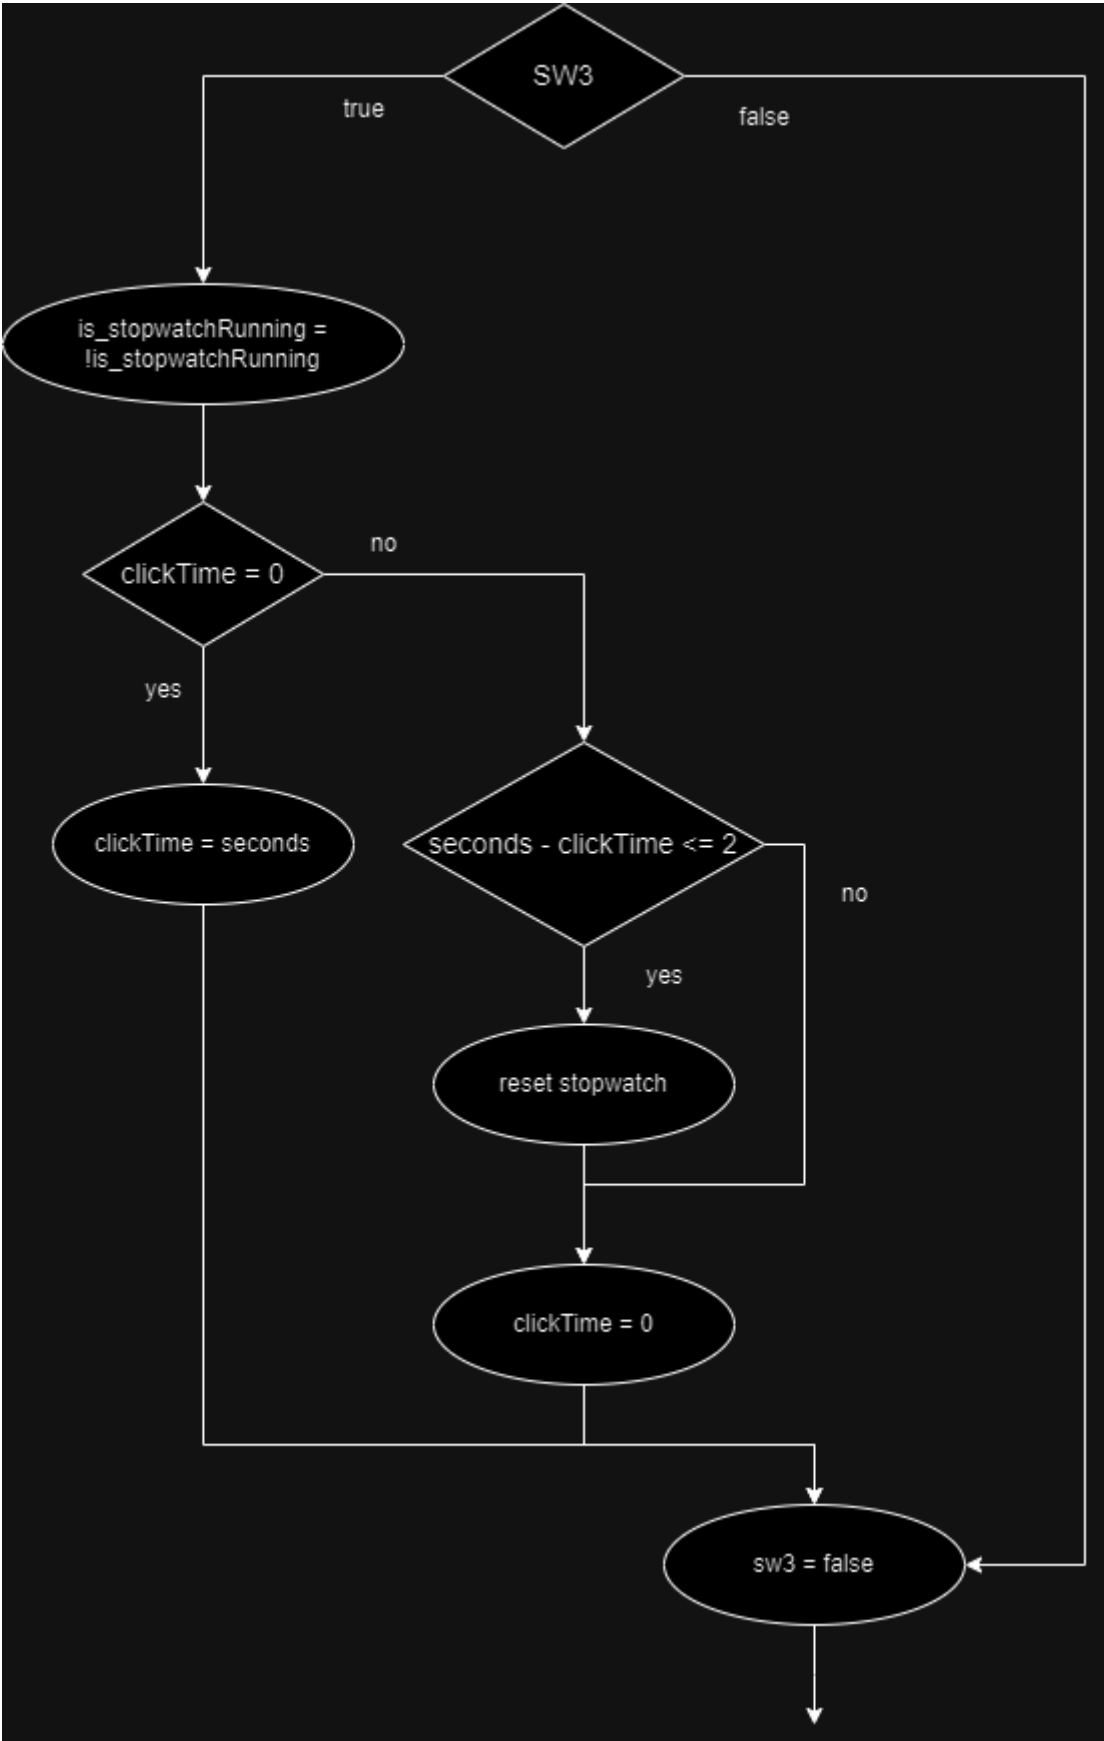 SW3
true
false
is_stopwatchRunning =
!is_stopwatchRunning
clickTime = 0
no
yes
clickTime = seconds
seconds - clickTime <= 2
no
yes
reset stopwatch
clickTime = 0
sw3 = false